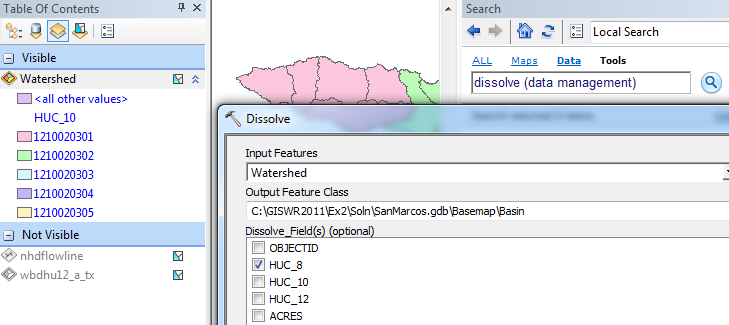 Table Of Contents
Visible
Watershed
<all other values>
HUC_10
1210020301
1210020302
1210020303
1210020304
1210020305
Not Visible
nhdflowline
wbdhu12_a_tx
Search
Local Search
ALL Maps Data Tools
dissolve (data management)
Dissolve
Input Features
Watershed
Output Feature Class
C:\GISWR2011\Ex2\Soln\SanMarcos.gdb\Basemap\Basin
Dissolve_Field(s) (optional)
OBJECTID
HUC_8
HUC_10
HUC_12
ACRES